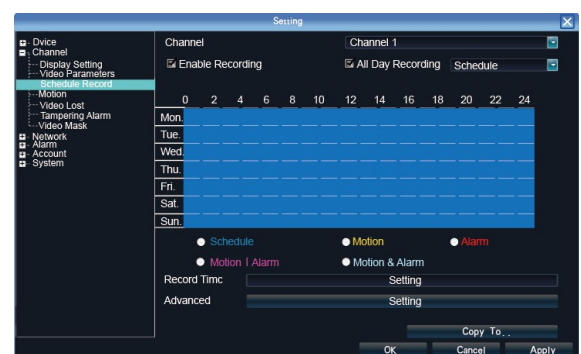 Setting
Dvice
Channel
Display Setting
Video Parameters
Schedule Record
Motion
Video Lost
Tampering Alarm
Video Mask
Network
Alarm
Account
System
Channel Channel 1
Enable Recording All Day Recording Schedule
0 2 4 6 8 10 12 14 16 18 20 22 24
Mon.
Tue.
Wed.
Thu.
Fri.
Sat.
Sun.
Schedule Motion Alarm
Motion | Alarm Motion & Alarm
Record Timc Setting
Advanced Setting
Copy To..
OK Cancel Apply